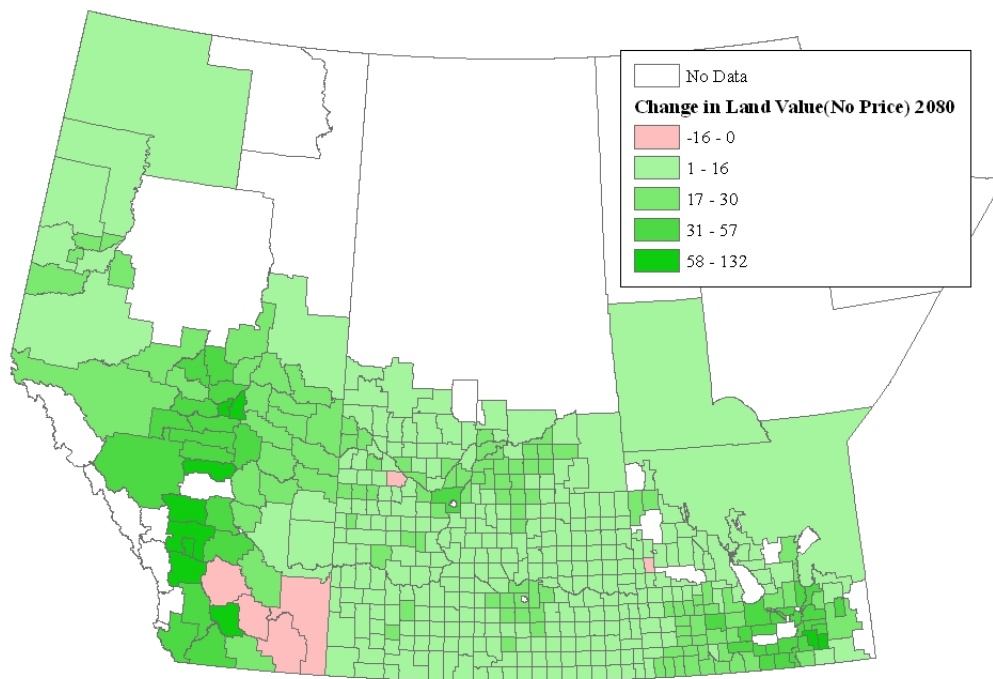 No Data
Change in Land Value(No Price) 2080
-16 - 0
1 - 16
17 - 30
31 - 57
58 - 132